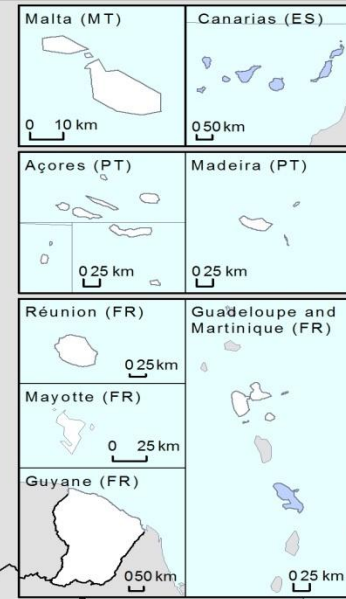 Malta (MT)
0 10 km
Canarias (ES)
0 50 km
Açores (PT)
0 25 km
Madeira (PT)
0 25 km
Réunion (FR)
0 25 km
Mayotte (FR)
0 25 km
Guyane (FR)
0 50 km
Guadeloupe and
Martinique (FR)
0 25 km